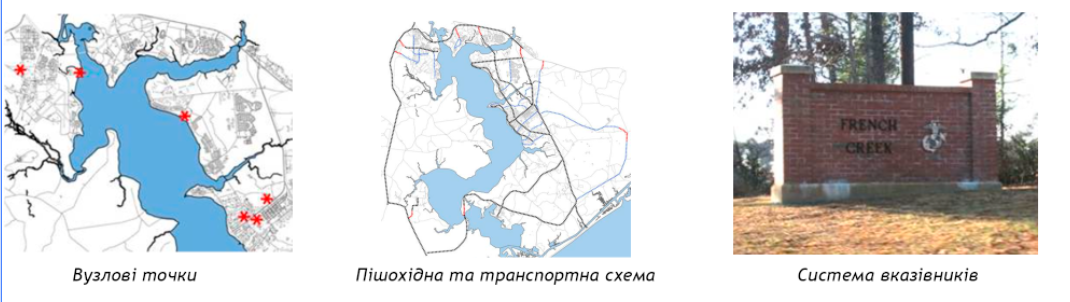 FRENCH
CREEK
Вузлові точки
Пішохідна та транспортна схема
Система вказівників